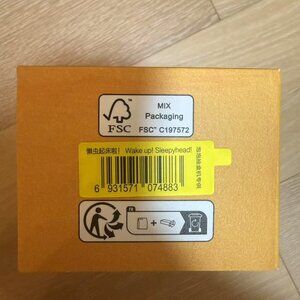 MIX
Packaging
FSC
FSC® C197572
懒虫起床啦! Wake up! Sleepyhead!
6 931571 074883